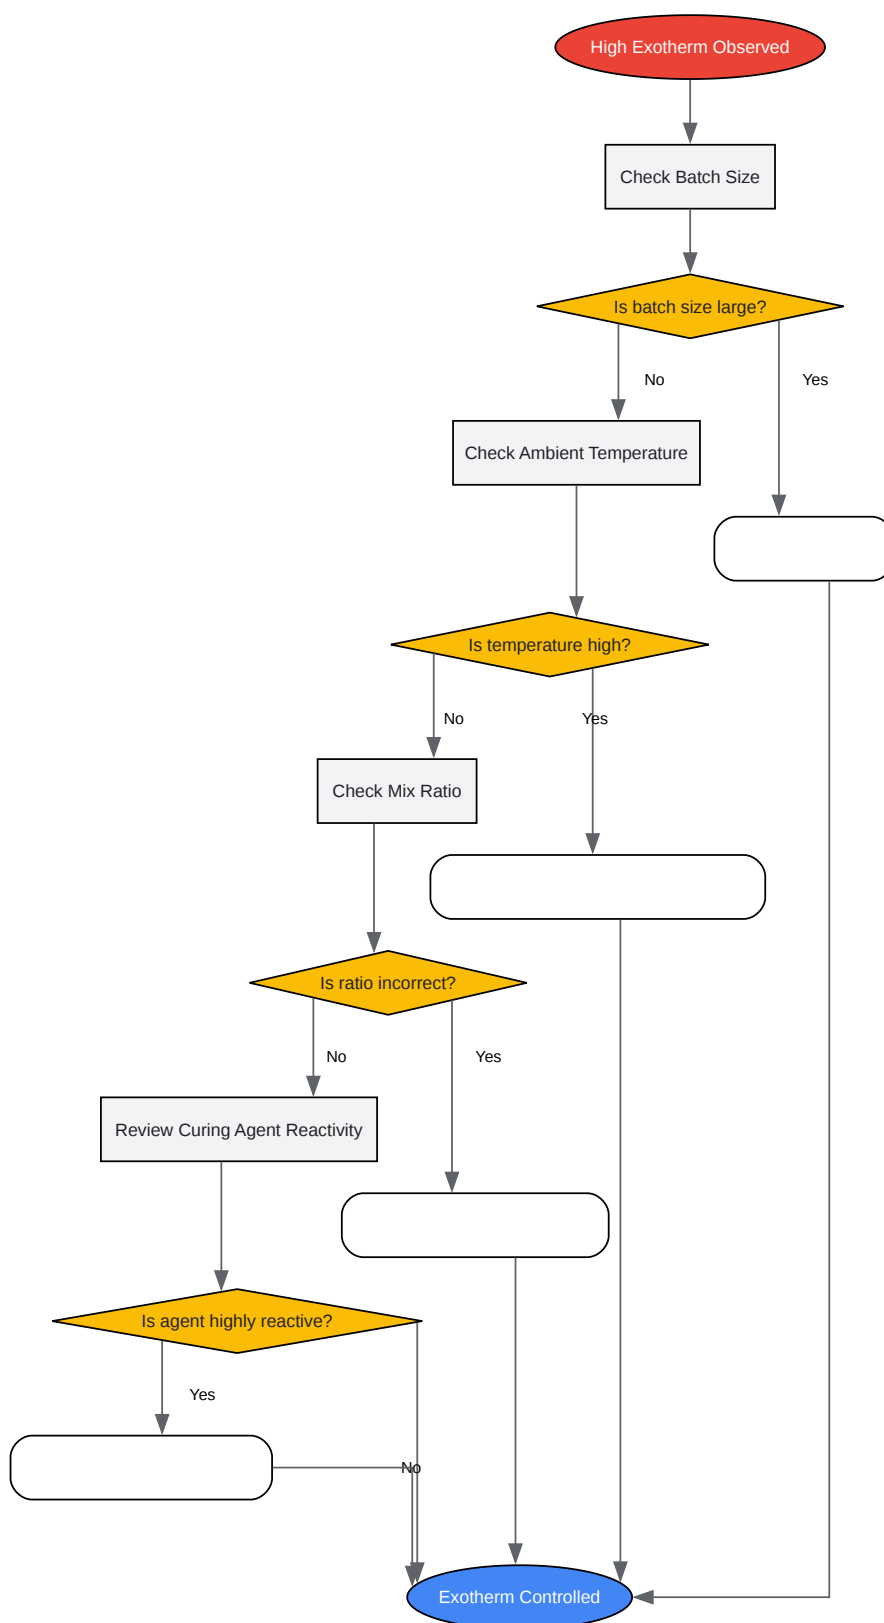 High Exotherm Observed
Check Batch Size
Is batch size large?
No
Yes
Check Ambient Temperature
Is temperature high?
No
Yes
Check Mix Ratio
Is ratio incorrect?
No
Yes
Review Curing Agent Reactivity
Is agent highly reactive?
Yes
No
Exotherm Controlled